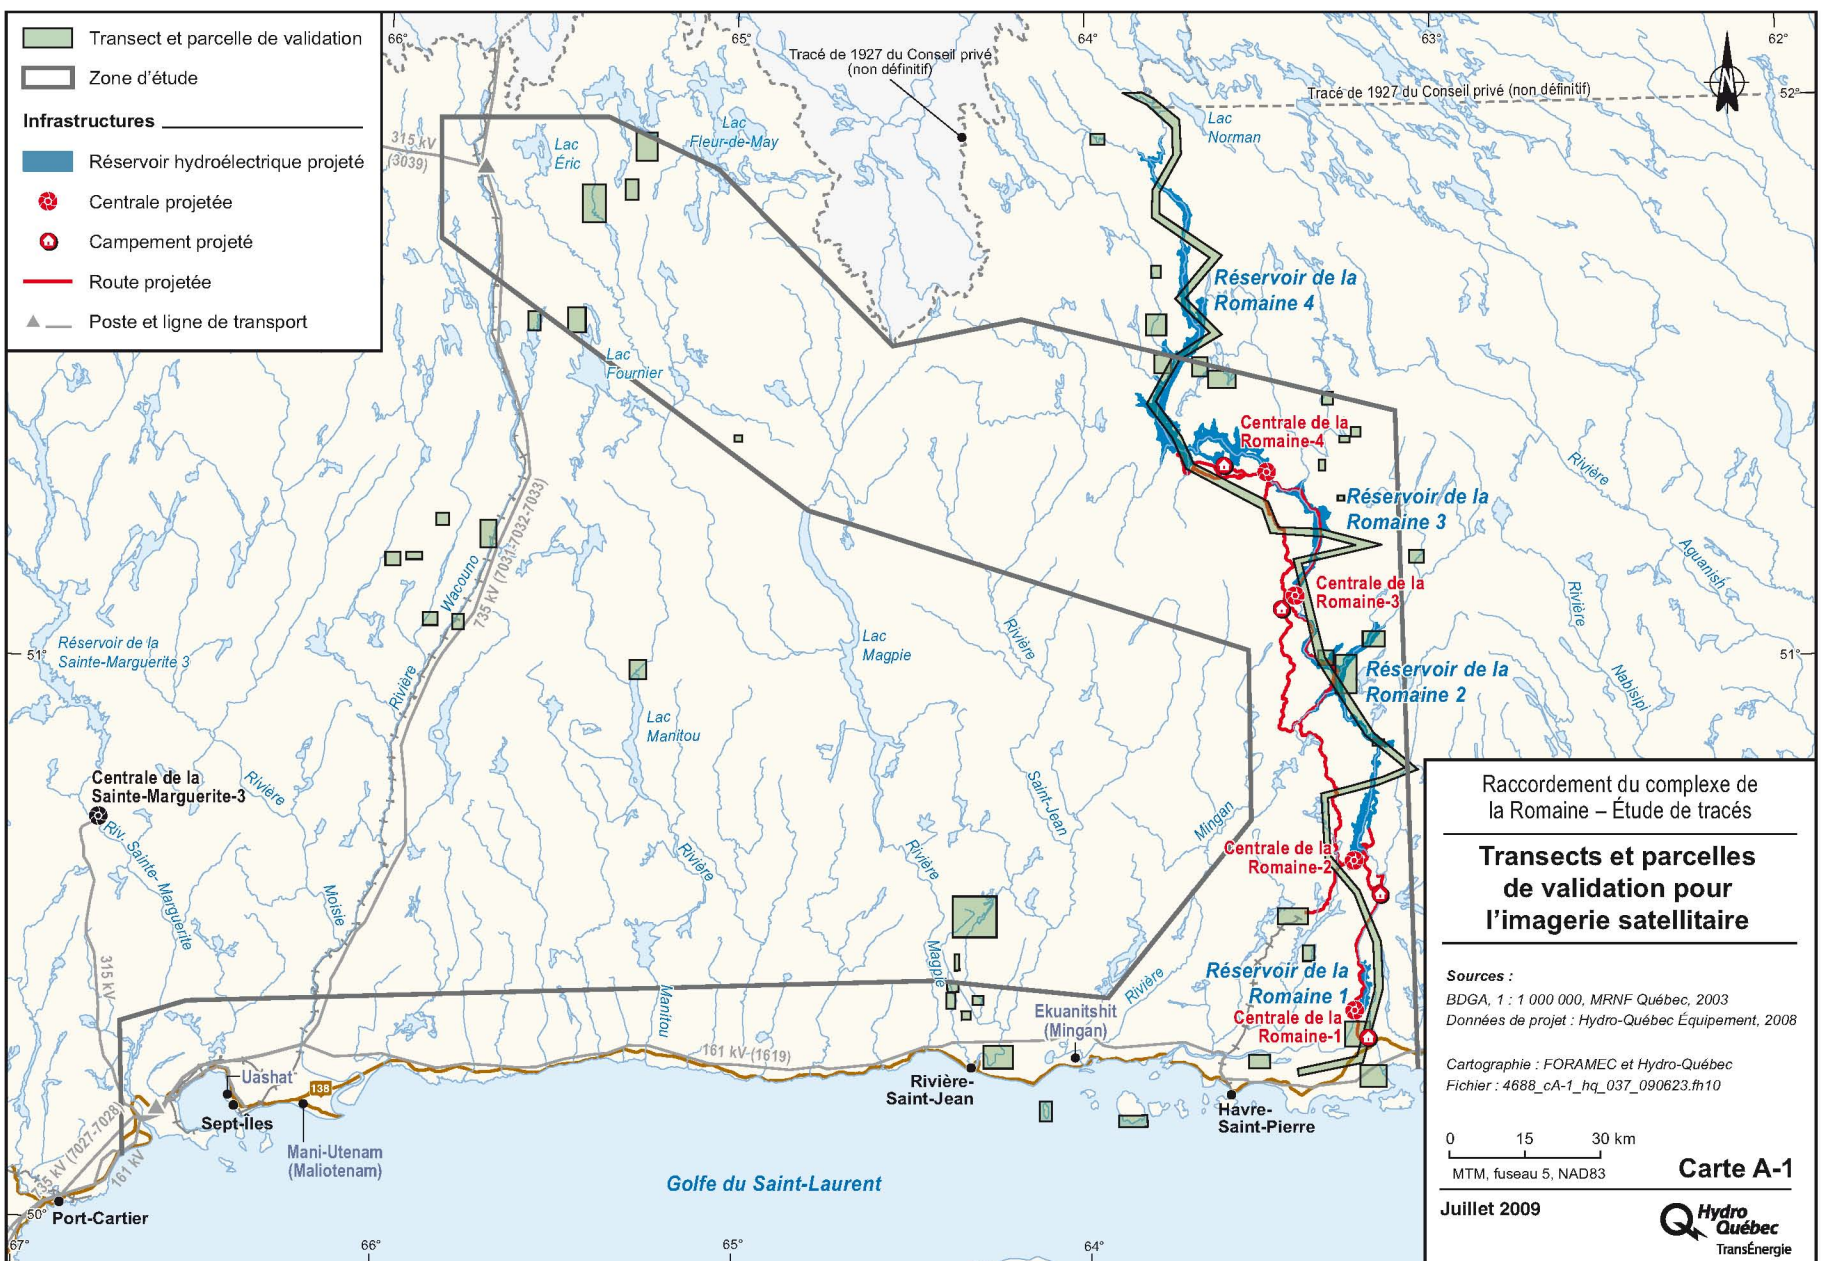 Transect et parcelle de validation
Zone d'étude
Infrastructures
Réservoir hydroélectrique projeté
Centrale projetée
Campement projeté
Route projetée
Poste et ligne de transport
66°
65°
64°
63°
62°
Tracé de 1927 du Conseil privé
(non définitif)
Tracé de 1927 du Conseil privé (non définitif)
52°
N
Lac
Norman
315 kV
(3039)
Lac
Éric
Lac
Fleur-de-May
Réservoir de la
Romaine 4
Lac
Fournier
Centrale de la
Romaine-4
Rivière
Réservoir de la
Romaine 3
Aguanish
735 kV (7031-7032-7033)
Wacouno
Rivière
Centrale de la
Romaine-3
Rivière
Nabisipi
Rivière
Réservoir de la
Sainte-Marguerite 3
51°
51°
Lac
Magpie
Réservoir de la
Romaine 2
Lac
Manitou
Centrale de la
Sainte-Marguerite-3
Rivière
Moisie
Riv. Sainte-Marguerite
Saint-Jean
Mingan
Rivière
Rivière
Rivière
Centrale de la
Romaine-2
Magpie
Manitou
315 kV
Réservoir de la
Romaine 1
Centrale de la
Romaine-1
Ekuanitshit
(Mingan)
161 kV (1619)
Uashat
138
Sept-Îles
Mani-Utenam
(Maliotenam)
Rivière-
Saint-Jean
Havre-
Saint-Pierre
735 kV (7027-7028)
161 kV
Golfe du Saint-Laurent
Port-Cartier
50°
67°
66°
65°
64°
Raccordement du complexe de
la Romaine – Étude de tracés
Transects et parcelles
de validation pour
l'imagerie satellitaire
Sources :
BDGA, 1 : 1 000 000, MRNF Québec, 2003
Données de projet : Hydro-Québec Équipement, 2008
Cartographie : FORAMEC et Hydro-Québec
Fichier : 4688_cA-1_hq_037_090623.fh10
0 15 30 km
MTM, fuseau 5, NAD83
Carte A-1
Juillet 2009
Hydro
Québec
TransÉnergie